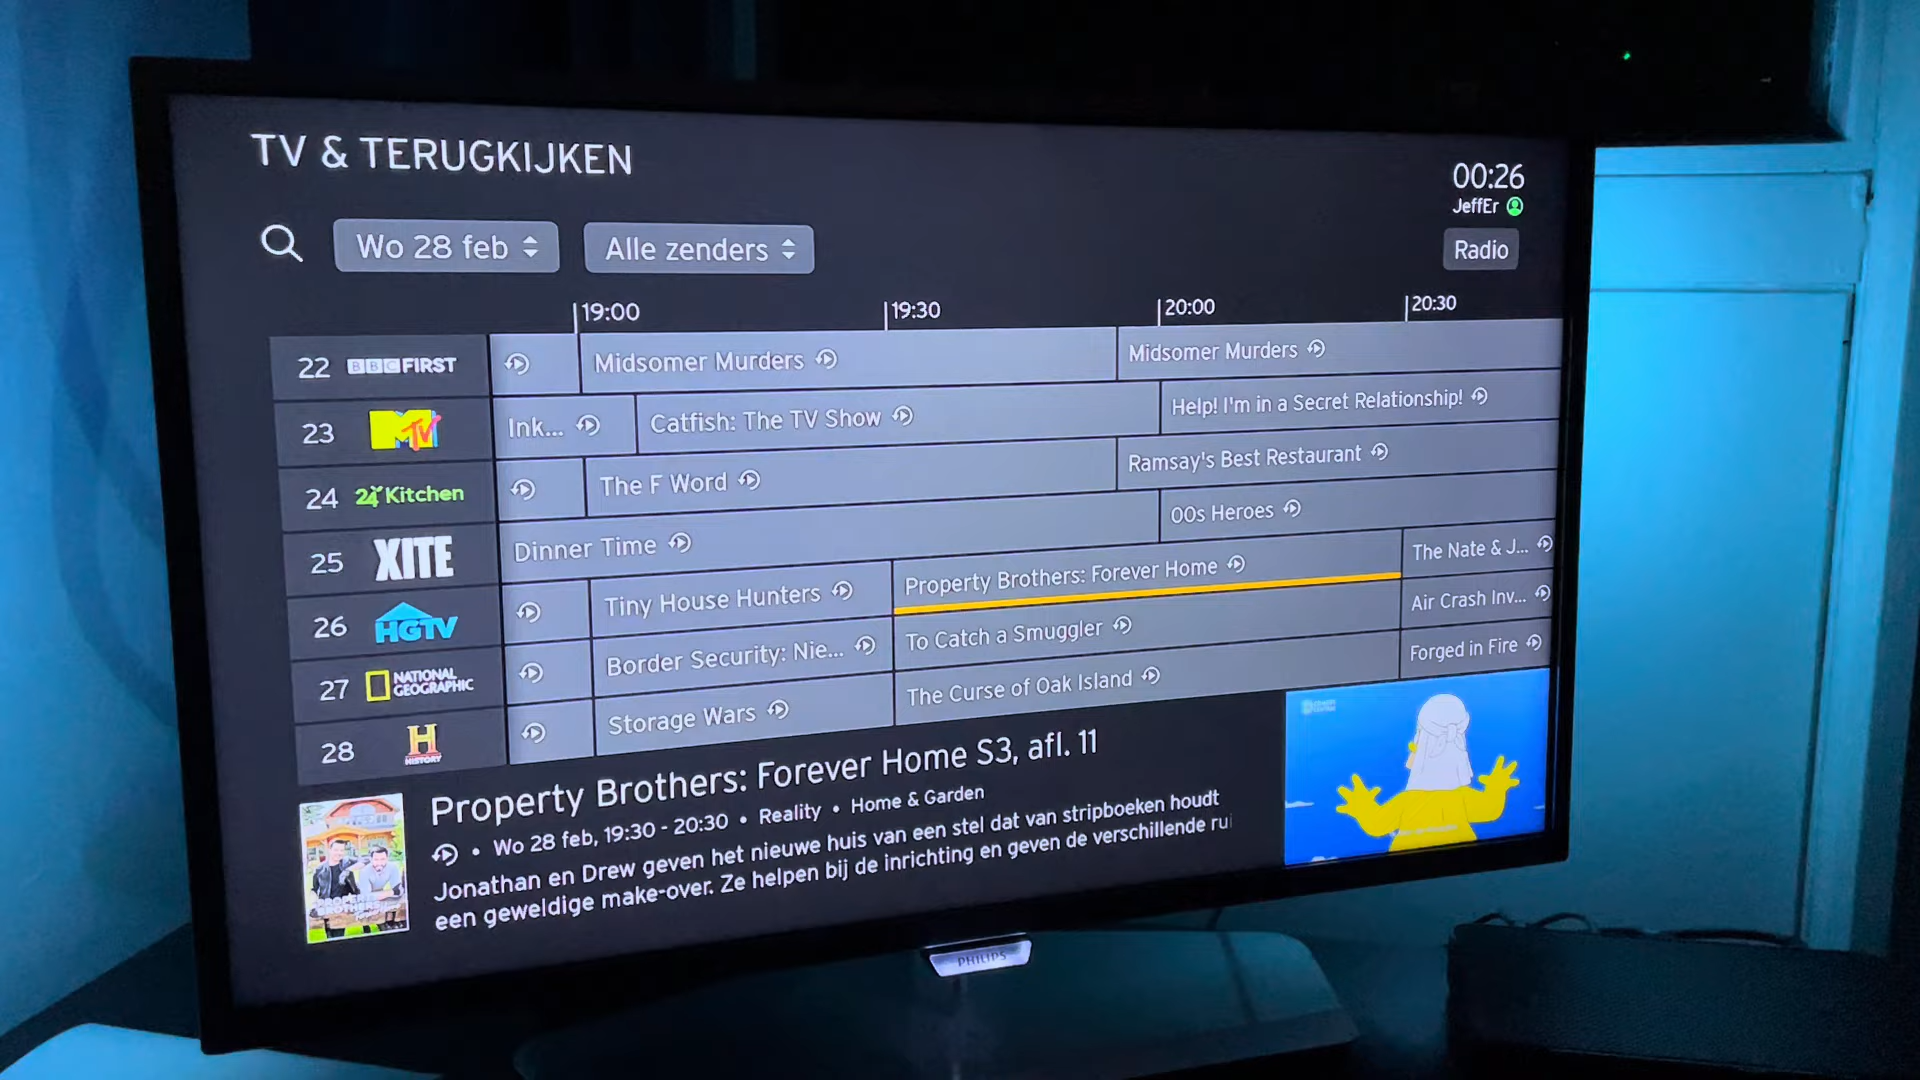 TV & TERUGKIJKEN
00:26
JeffEr
Wo 28 feb
Alle zenders
Radio
19:00
19:30
20:00
20:30
22 BBC FIRST
Midsomer Murders
Midsomer Murders
23 MTV
Ink...
Catfish: The TV Show
Help! I'm in a Secret Relationship!
24 24Kitchen
The F Word
Ramsay's Best Restaurant
25 XITE
Dinner Time
00s Heroes
26 HGTV
Tiny House Hunters
Property Brothers: Forever Home
The Nate & J...
27 NATIONAL GEOGRAPHIC
Border Security: Nie...
To Catch a Smuggler
Air Crash Inv...
28 H HISTORY
Storage Wars
The Curse of Oak Island
Forged in Fire
Property Brothers: Forever Home S3, afl. 11
• Wo 28 feb, 19:30 - 20:30 • Reality • Home & Garden
Jonathan en Drew geven het nieuwe huis van een stel dat van stripboeken houdt
een geweldige make-over. Ze helpen bij de inrichting en geven de verschillende rui
PROPERTY
BROTHERS
PHILIPS